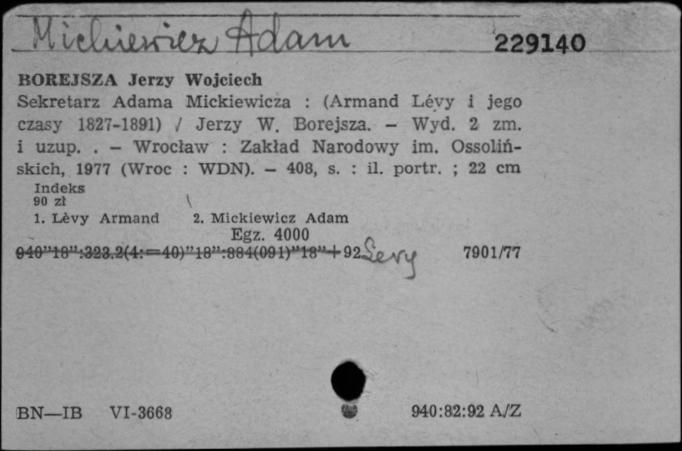 Mickiewicz Adam
229140
BOREJSZA Jerzy Wojciech
Sekretarz Adama Mickiewicza : (Armand Lévy i jego
czasy 1827-1891) / Jerzy W. Borejsza. — Wyd. 2 zm.
i uzup. . — Wrocław : Zakład Narodowy im. Ossoliń-
skich, 1977 (Wroc : WDN). — 408, s. : il. portr. ; 22 cm
Indeks
90 zł
1. Lèvy Armand 2. Mickiewicz Adam
Egz. 4000
940"18":323.2(4:=40)"18":884(091)"18"+92 Levy 7901/77
BN—IB VI-3668 940:82:92 A/Z